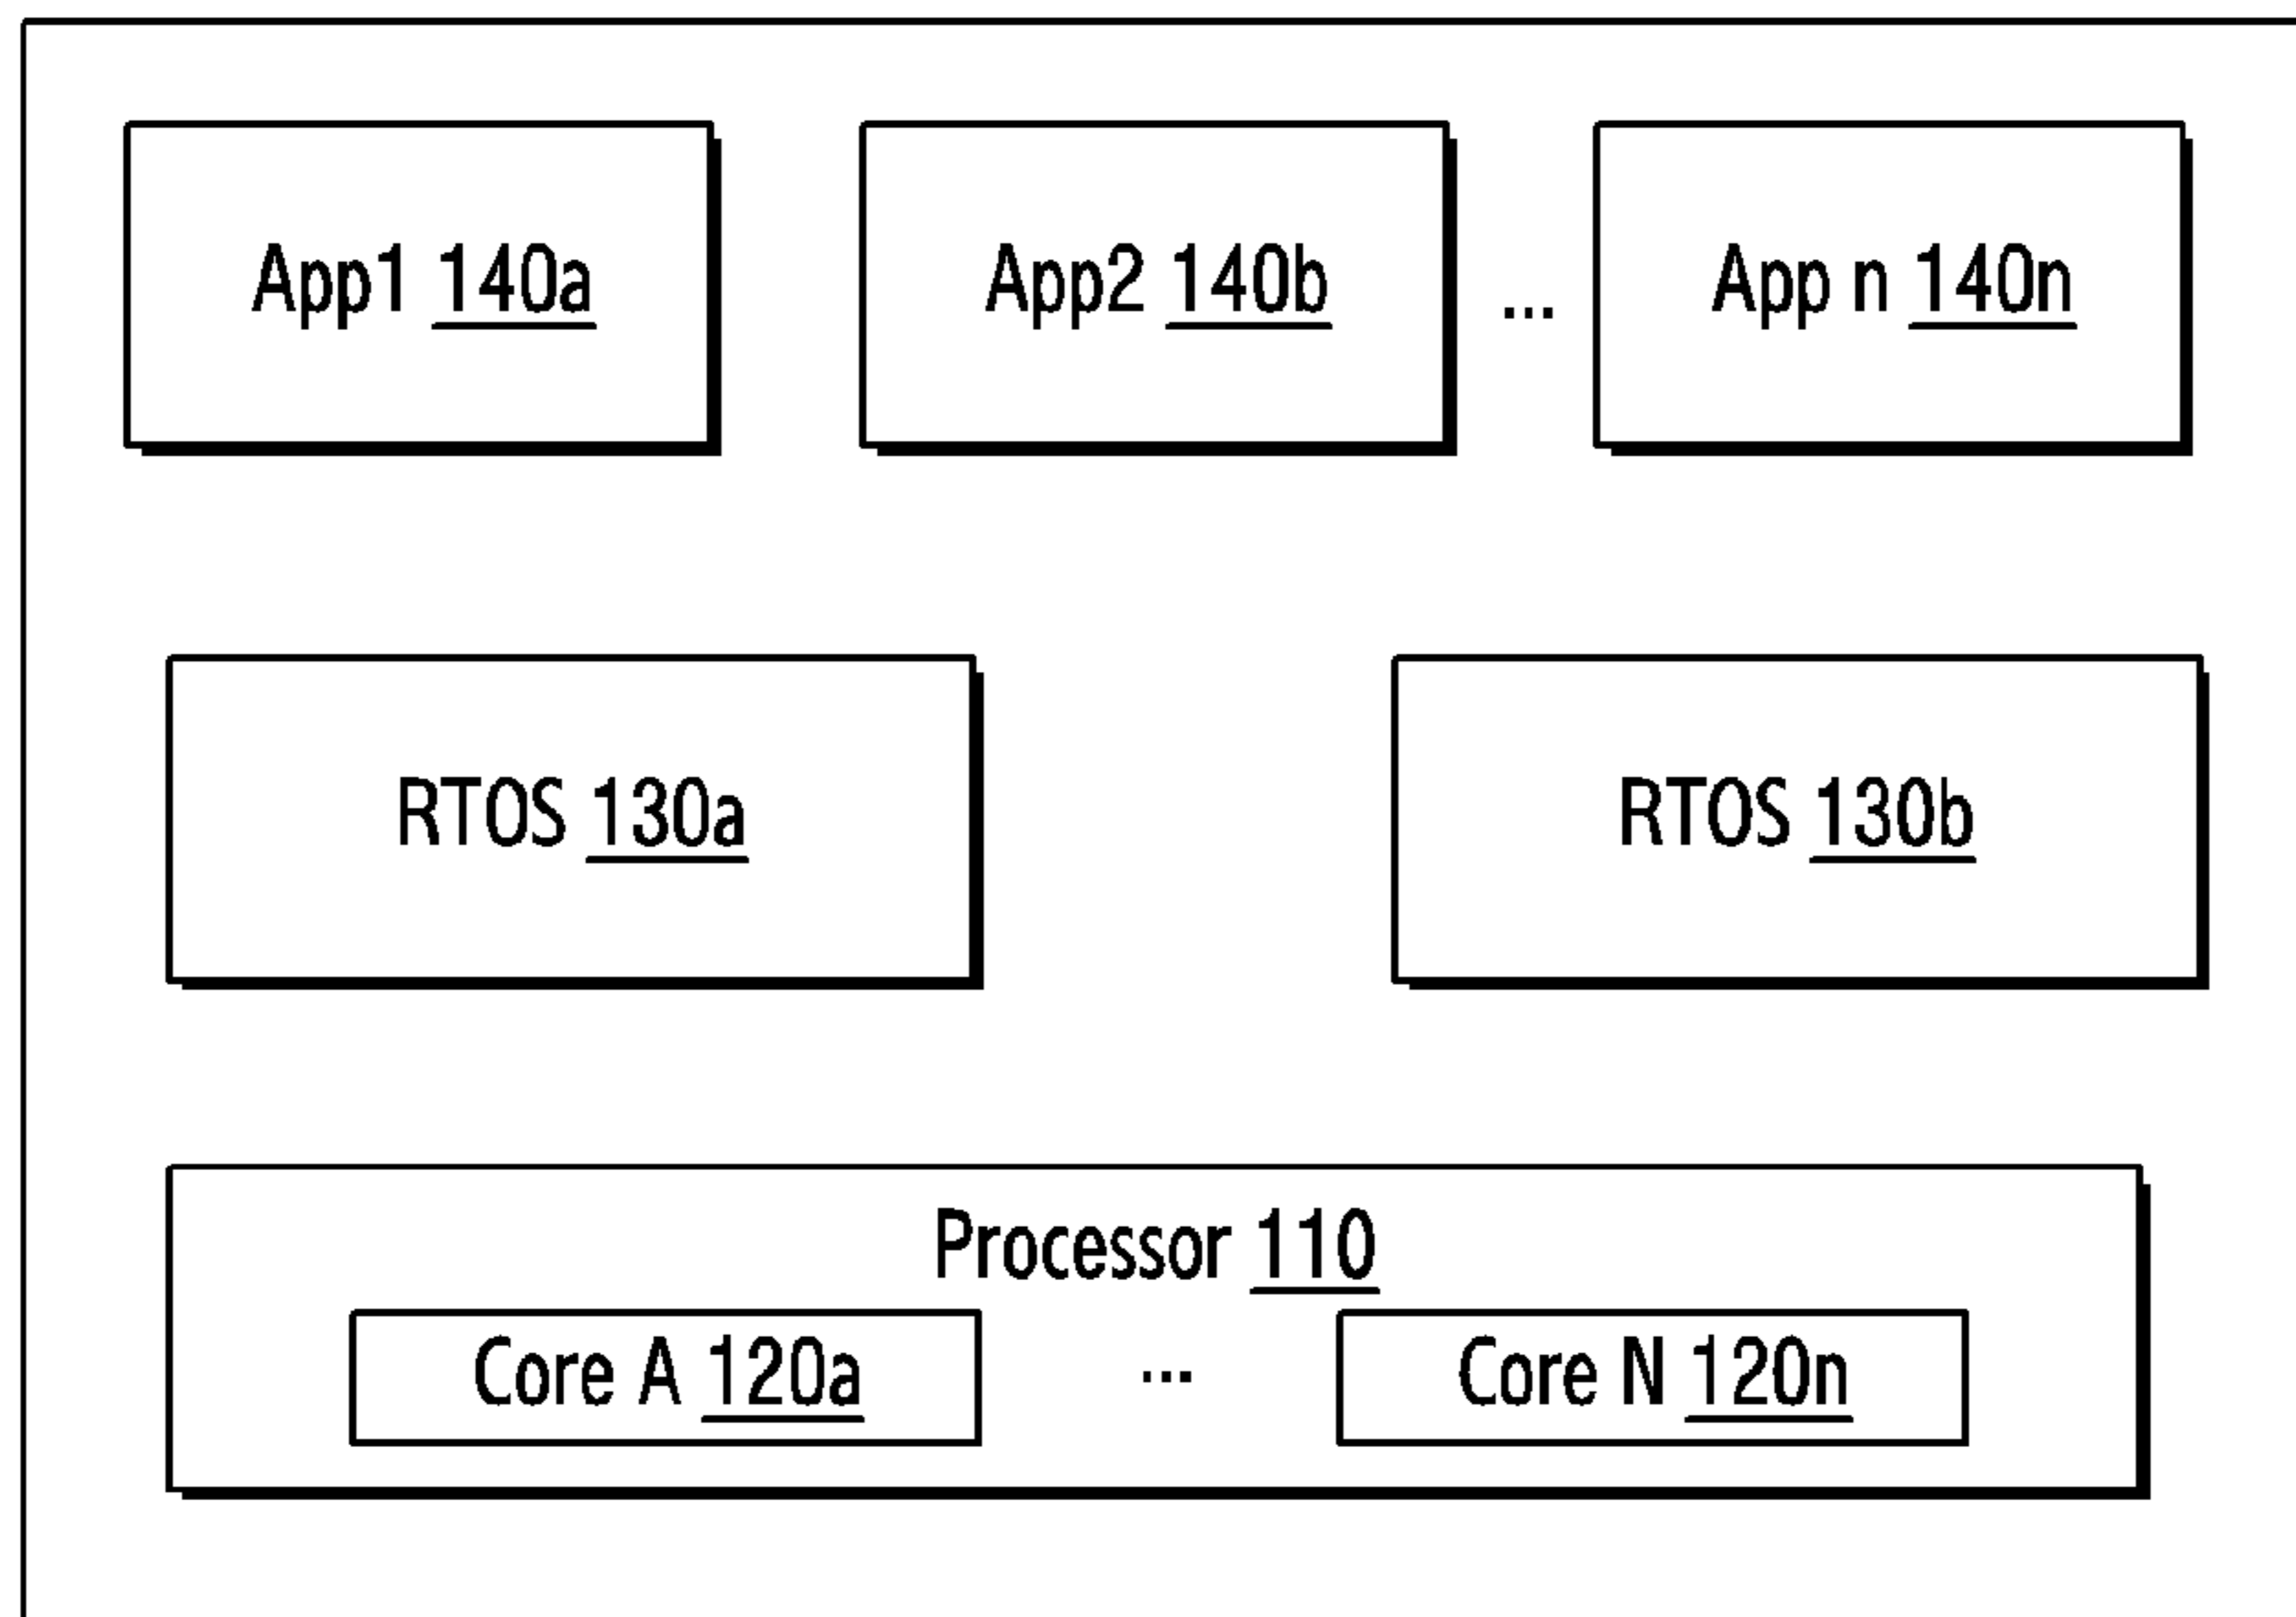 App1 140a
App2 140b
...
App n 140n
RTOS 130a
RTOS 130b
Processor 110
Core A 120a
...
Core N 120n